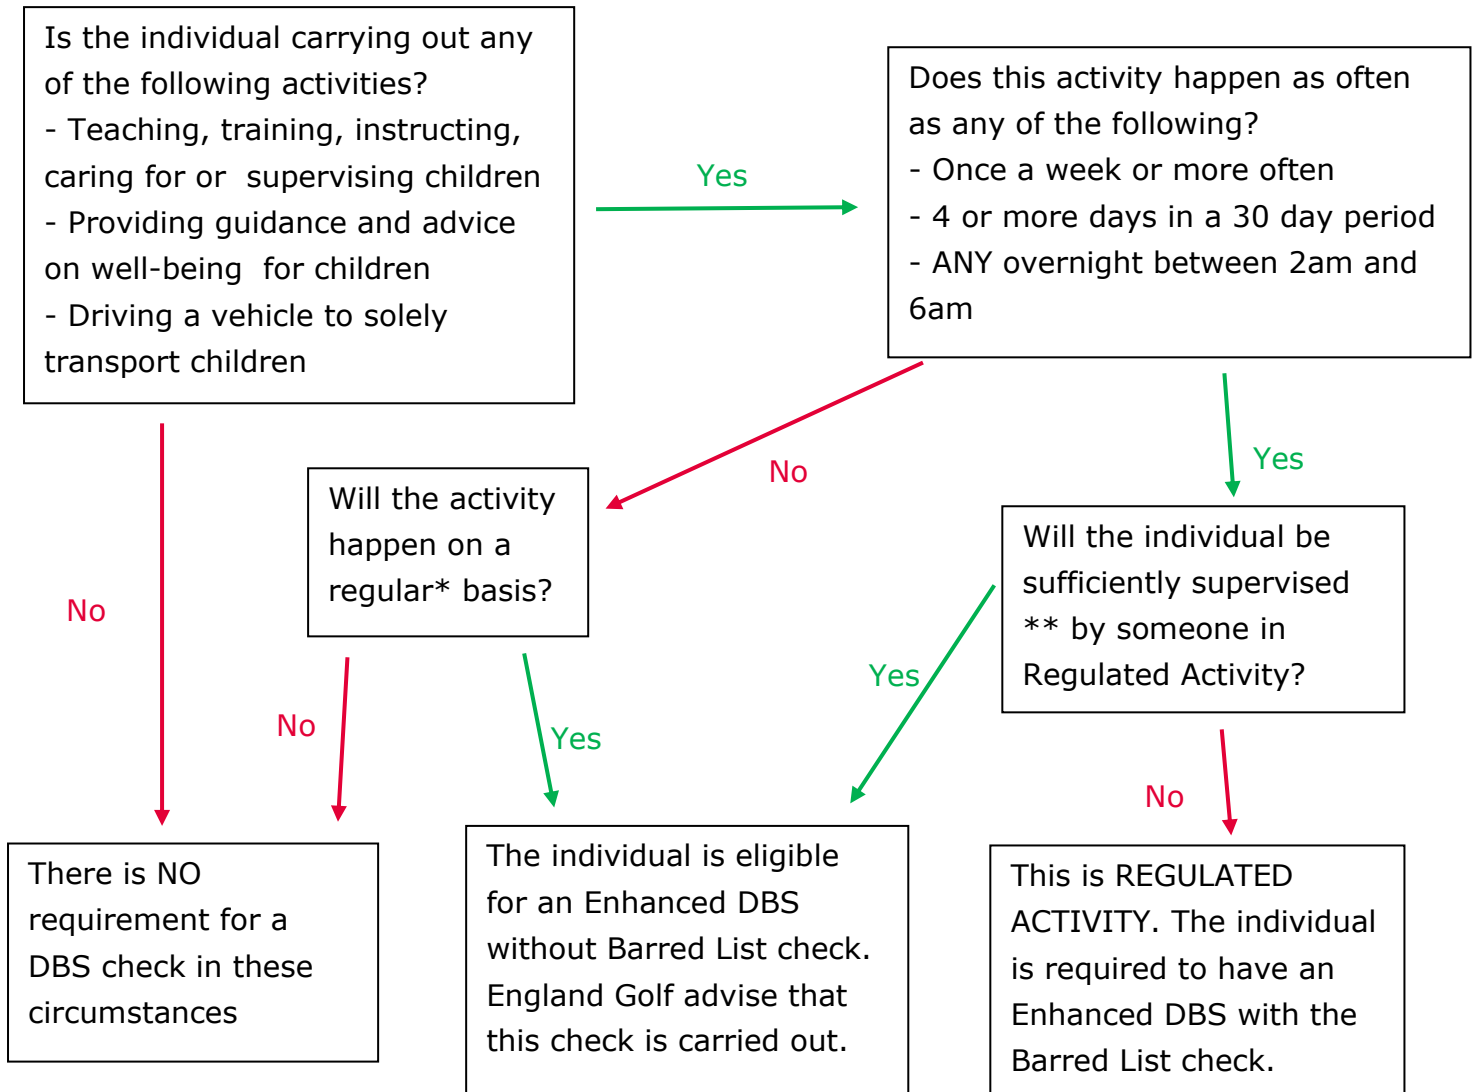 Is the individual carrying out any
of the following activities?
- Teaching, training, instructing,
caring for or  supervising children
- Providing guidance and advice
on well-being  for children
- Driving a vehicle to solely
transport children
Yes
Does this activity happen as often
as any of the following?
- Once a week or more often
- 4 or more days in a 30 day period
- ANY overnight between 2am and
6am
No
No
Yes
Will the activity
happen on a
regular* basis?
Will the individual be
sufficiently supervised
** by someone in
Regulated Activity?
No
Yes
Yes
No
There is NO
requirement for a
DBS check in these
circumstances
The individual is eligible
for an Enhanced DBS
without Barred List check.
England Golf advise that
this check is carried out.
This is REGULATED
ACTIVITY. The individual
is required to have an
Enhanced DBS with the
Barred List check.